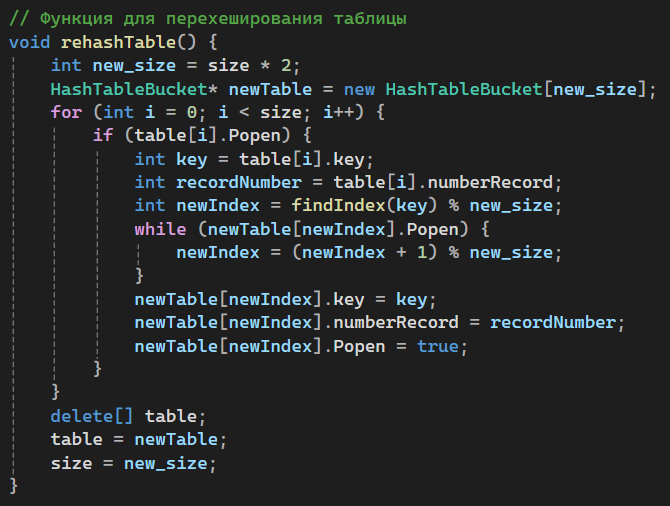 // Функция для перехеширования таблицы
void rehashTable() {
    int new_size = size * 2;
    HashTableBucket* newTable = new HashTableBucket[new_size];
    for (int i = 0; i < size; i++) {
        if (table[i].Popen) {
            int key = table[i].key;
            int recordNumber = table[i].numberRecord;
            int newIndex = findIndex(key) % new_size;
            while (newTable[newIndex].Popen) {
                newIndex = (newIndex + 1) % new_size;
            }
            newTable[newIndex].key = key;
            newTable[newIndex].numberRecord = recordNumber;
            newTable[newIndex].Popen = true;
        }
    }
    delete[] table;
    table = newTable;
    size = new_size;
}